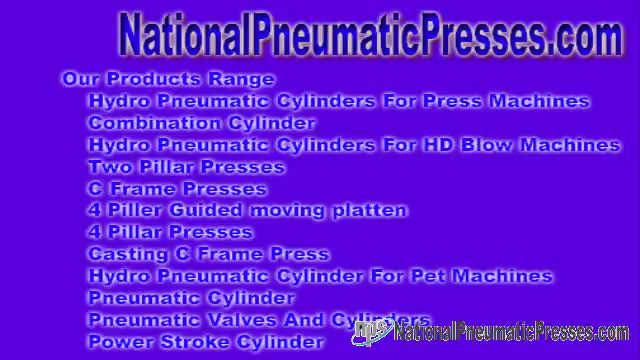 NationalPneumaticPresses.com
Our Products Range
Hydro Pneumatic Cylinders For Press Machines
Combination Cylinder
Hydro Pneumatic Cylinders For HD Blow Machines
Two Pillar Presses
C Frame Presses
4 Piller Guided moving platten
4 Pillar Presses
Casting C Frame Press
Hydro Pneumatic Cylinder For Pet Machines
Pneumatic Cylinder
Pneumatic Valves And Cylinders
NationalPneumaticPresses.com
Power Stroke Cylinder